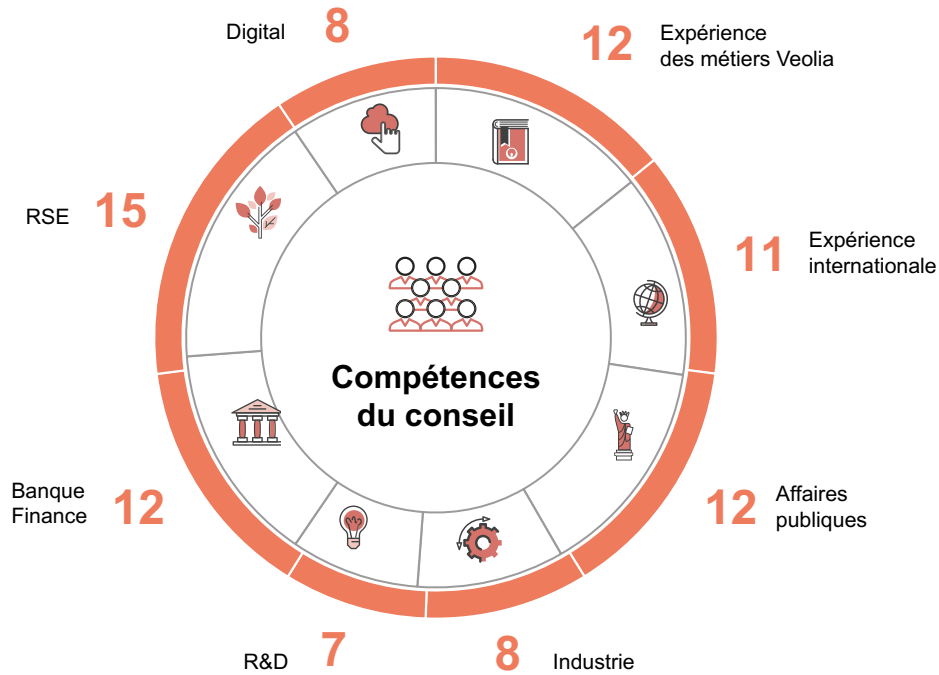 Digital 8
12 Expérience
des métiers Veolia
RSE 15
11 Expérience
internationale
Compétences
du conseil
Banque
Finance 12
12 Affaires
publiques
R&D 7
8 Industrie